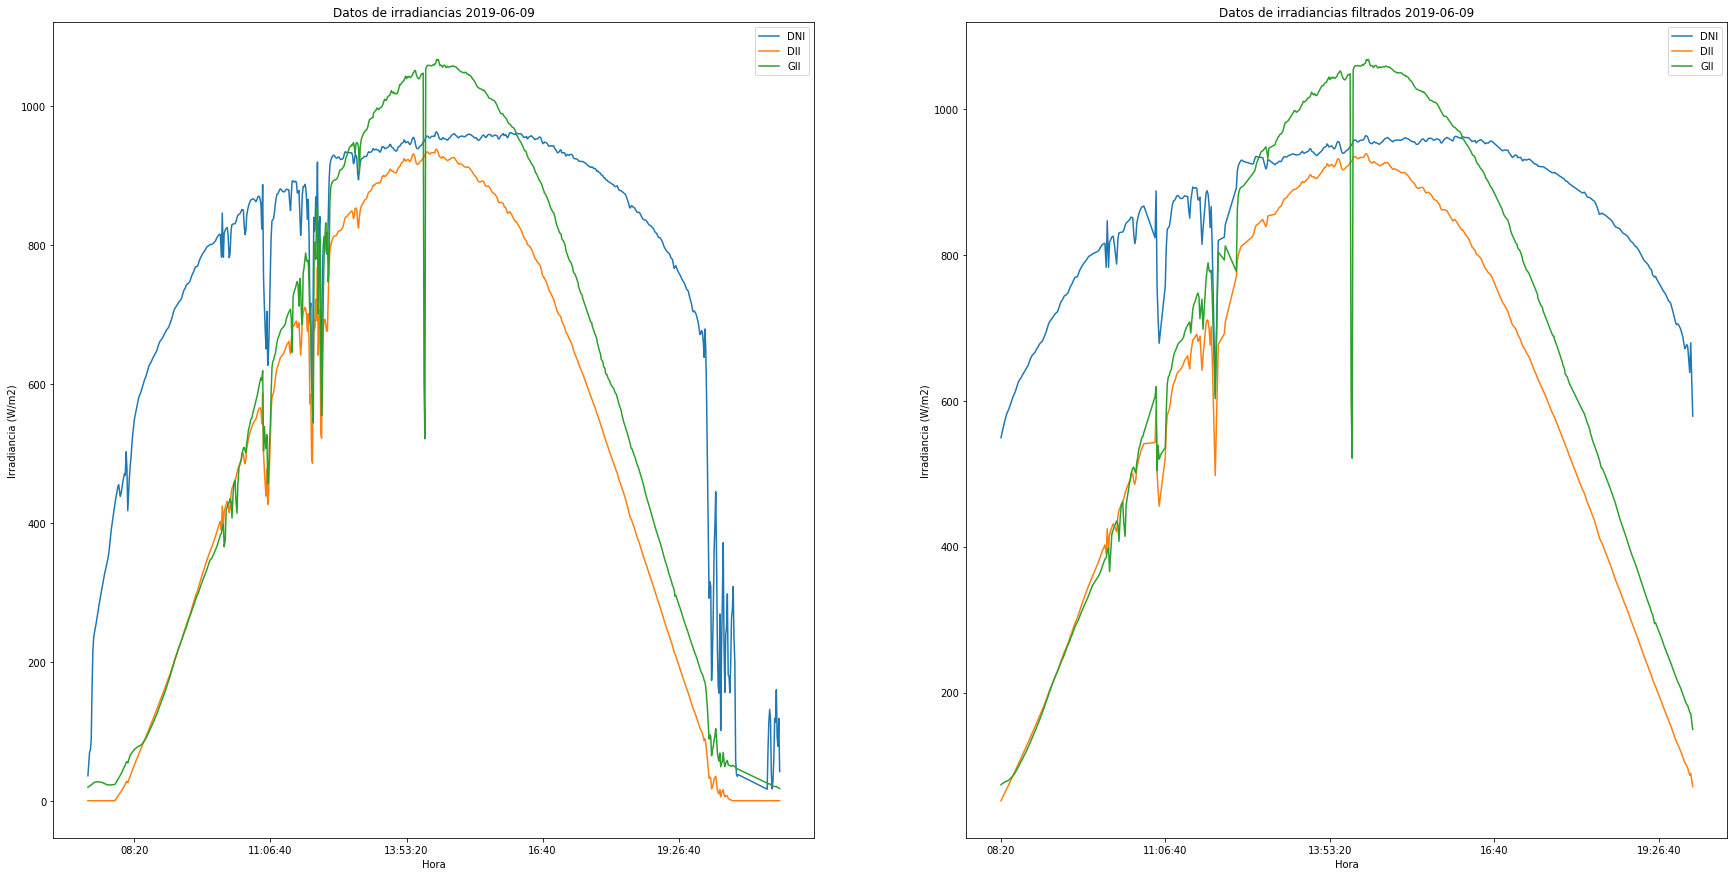 Datos de irradiancias 2019-06-09
DNI
DII
GII
Irradiancia (W/m2)
1000
800
600
400
200
0
08:20
11:06:40
13:53:20
16:40
19:26:40
Hora
Datos de irradiancias filtrados 2019-06-09
DNI
DII
GII
Irradiancia (W/m2)
1000
800
600
400
200
08:20
11:06:40
13:53:20
16:40
19:26:40
Hora